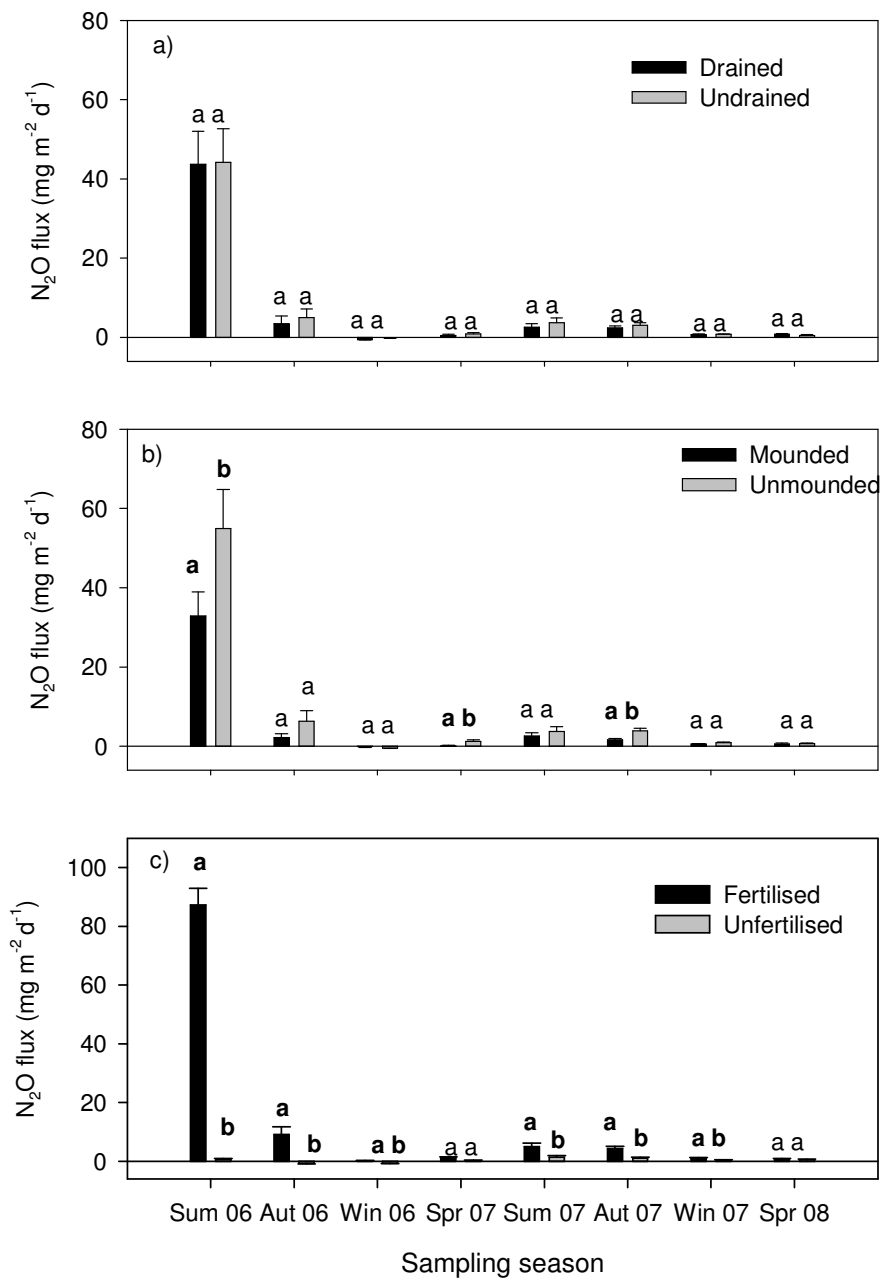 80
a)
Drained
Undrained
60
a a
40
20
a a
a a
a a
a a
a a
a a
a a
0
N₂O flux (mg m⁻² d⁻¹)
80
b)
Mounded
Unmounded
b
60
a
40
20
a
a
a a
a b
a a
a b
a a
a a
0
N₂O flux (mg m⁻² d⁻¹)
c)
a
100
Fertilised
Unfertilised
80
60
40
20
b
a
b
a b
a a
a
b
a
b
a b
a a
0
N₂O flux (mg m⁻² d⁻¹)
Sum 06 Aut 06 Win 06 Spr 07 Sum 07 Aut 07 Win 07 Spr 08
Sampling season